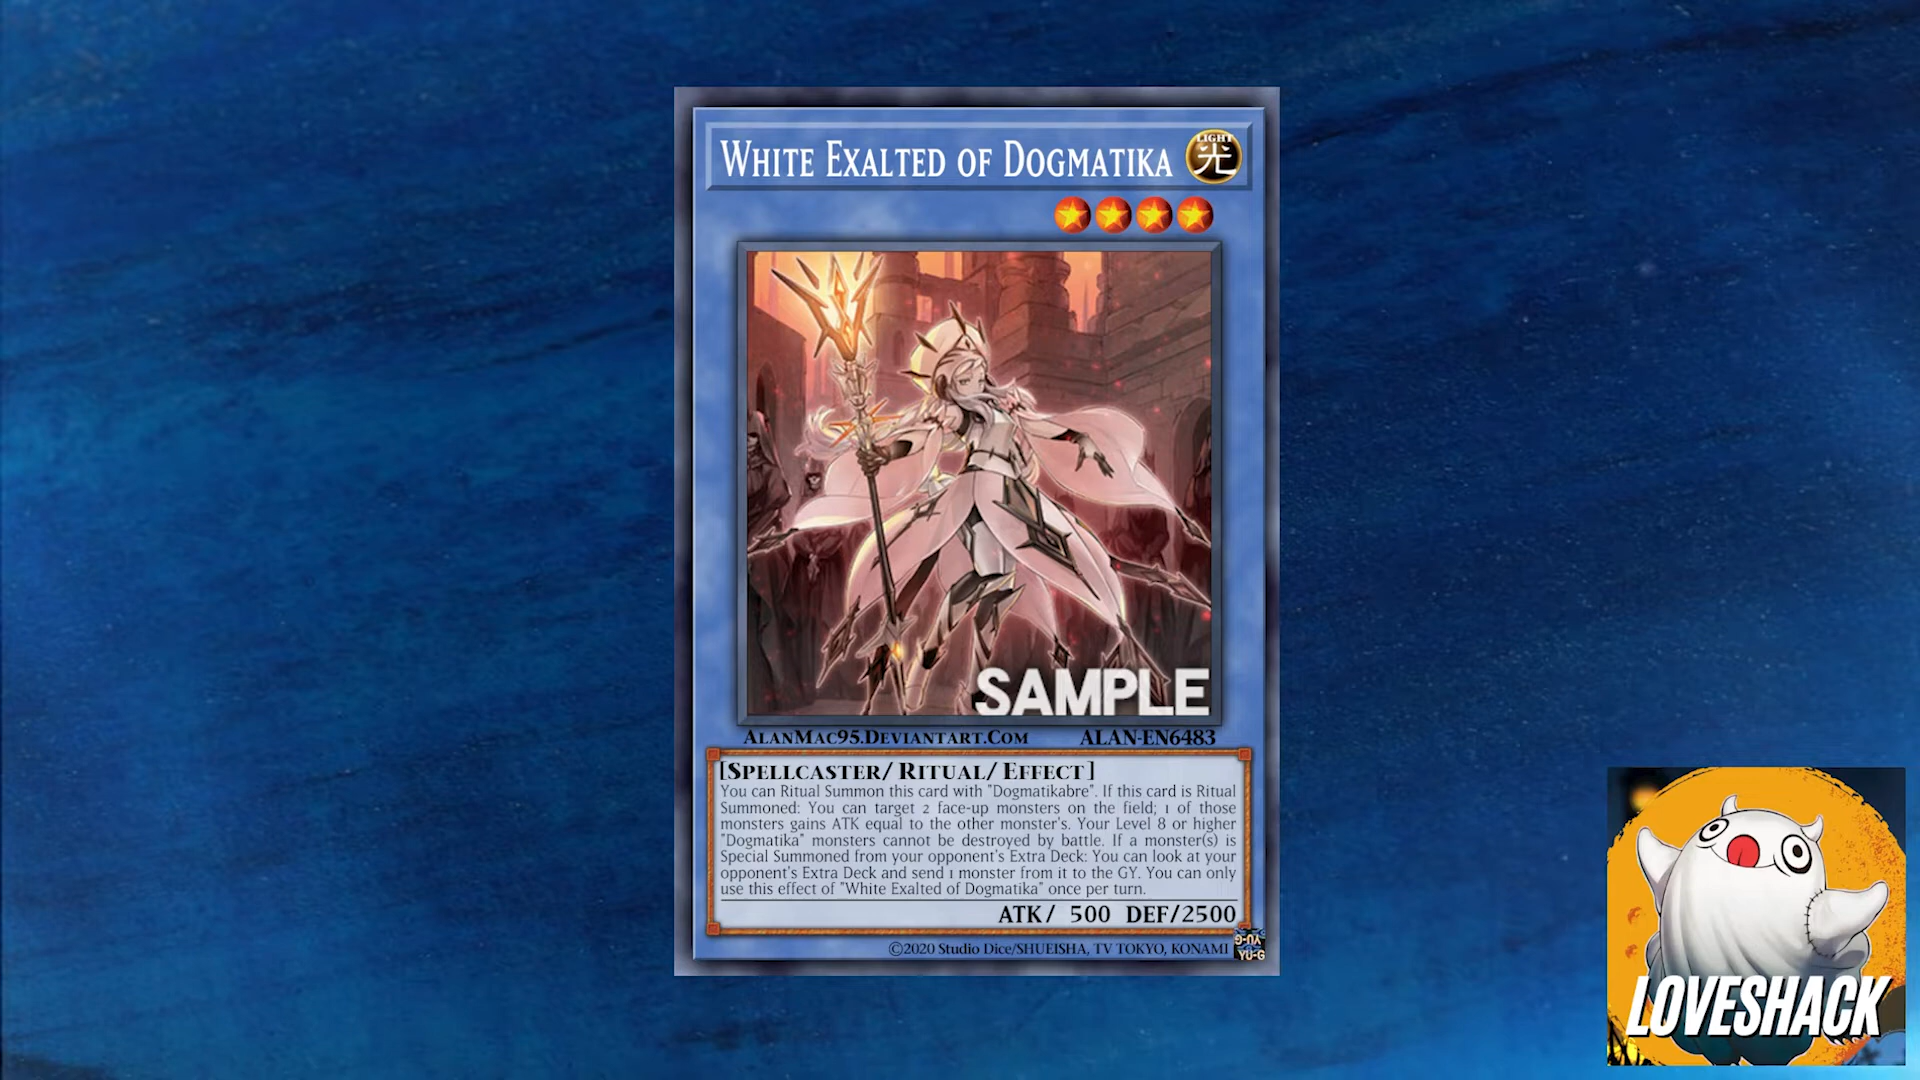 WHITE EXALTED OF DOGMATIKA
LIGHT
光
SAMPLE
ALANMAC95.DEVIANTART.COM ALAN-EN6483
[SPELLCASTER/ RITUAL/ EFFECT]
You can Ritual Summon this card with "Dogmatikabre". If this card is Ritual
Summoned: You can target 2 face-up monsters on the field; 1 of those
monsters gains ATK equal to the other monster's. Your Level 8 or higher
"Dogmatika" monsters cannot be destroyed by battle. If a monster(s) is
Special Summoned from your opponent's Extra Deck: You can look at your
opponent's Extra Deck and send 1 monster from it to the GY. You can only
use this effect of "White Exalted of Dogmatika" once per turn.
ATK/ 500 DEF/2500
©2020 Studio Dice/SHUEISHA, TV TOKYO, KONAMI
YU-G
YU-G
LOVESHACK